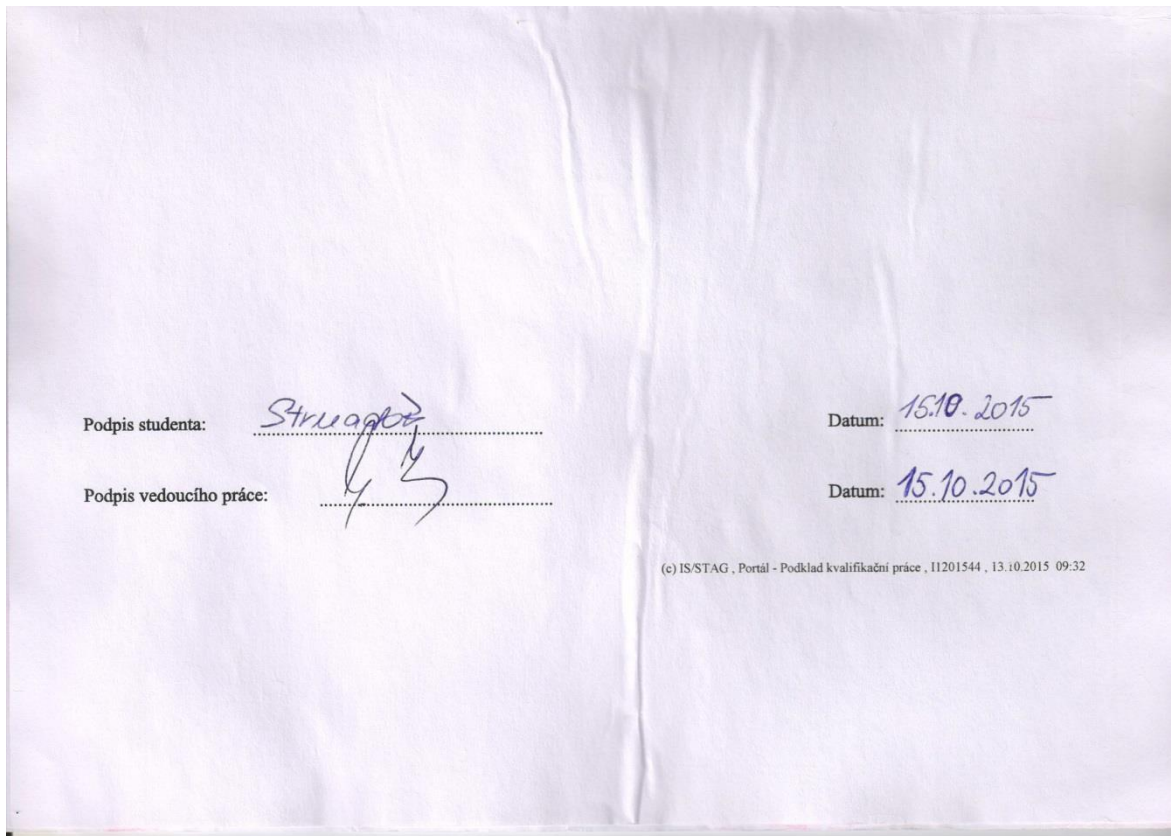 Podpis studenta: Datum: 15.10.2015
Podpis vedoucího práce: Datum: 15.10.2015
(c) IS/STAG , Portál - Podklad kvalifikační práce , I1201544 , 13.10.2015 09:32